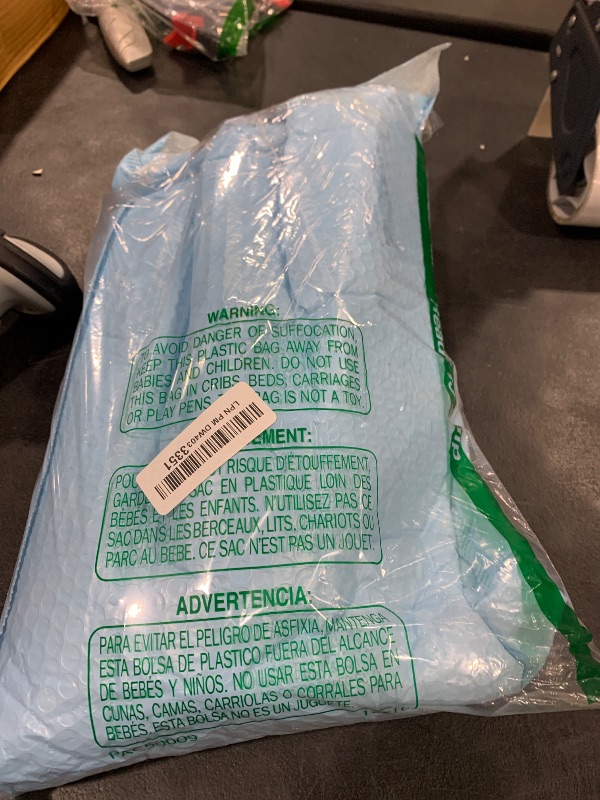 WARNING:
TO AVOID DANGER OF SUFFOCATION,
KEEP THIS PLASTIC BAG AWAY FROM
BABIES AND CHILDREN. DO NOT USE
THIS BAG IN CRIBS, BEDS, CARRIAGES
OR PLAY PENS. BAG IS NOT A TOY.
LPN PM DW403 3351
EMENT:
RISQUE D'ÉTOUFFEMENT,
SAC EN PLASTIQUE LOIN DES
BÉBÉS ET LES ENFANTS. N'UTILISEZ PAS CE
SAC DANS LES BERCEAUX, LITS, CHARIOTS OU
PARC AU BEBE. CE SAC N'EST PAS UN JOUET.
ADVERTENCIA:
PARA EVITAR EL PELIGRO DE ASFIXIA, MANTENGA
ESTA BOLSA DE PLASTICO FUERA DEL ALCANCE
DE BEBÉS Y NIÑOS. NO USAR ESTA BOLSA EN
CUNAS, CAMAS, CARRIOLAS O CORRALES PARA
BEBÉS. ESTA BOLSA NO ES UN JUGUETE